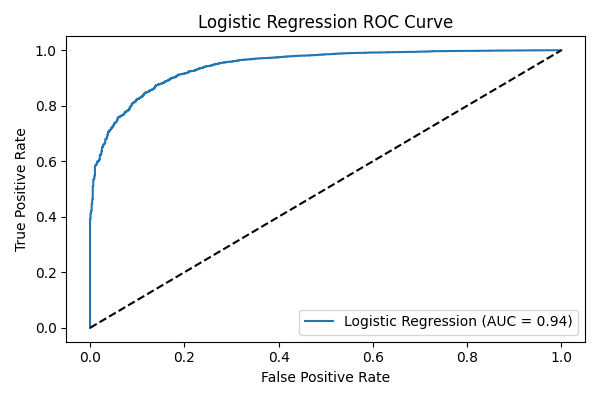 Logistic Regression ROC Curve
True Positive Rate
1.0
0.8
0.6
0.4
0.2
0.0
Logistic Regression (AUC = 0.94)
0.0 0.2 0.4 0.6 0.8 1.0
False Positive Rate